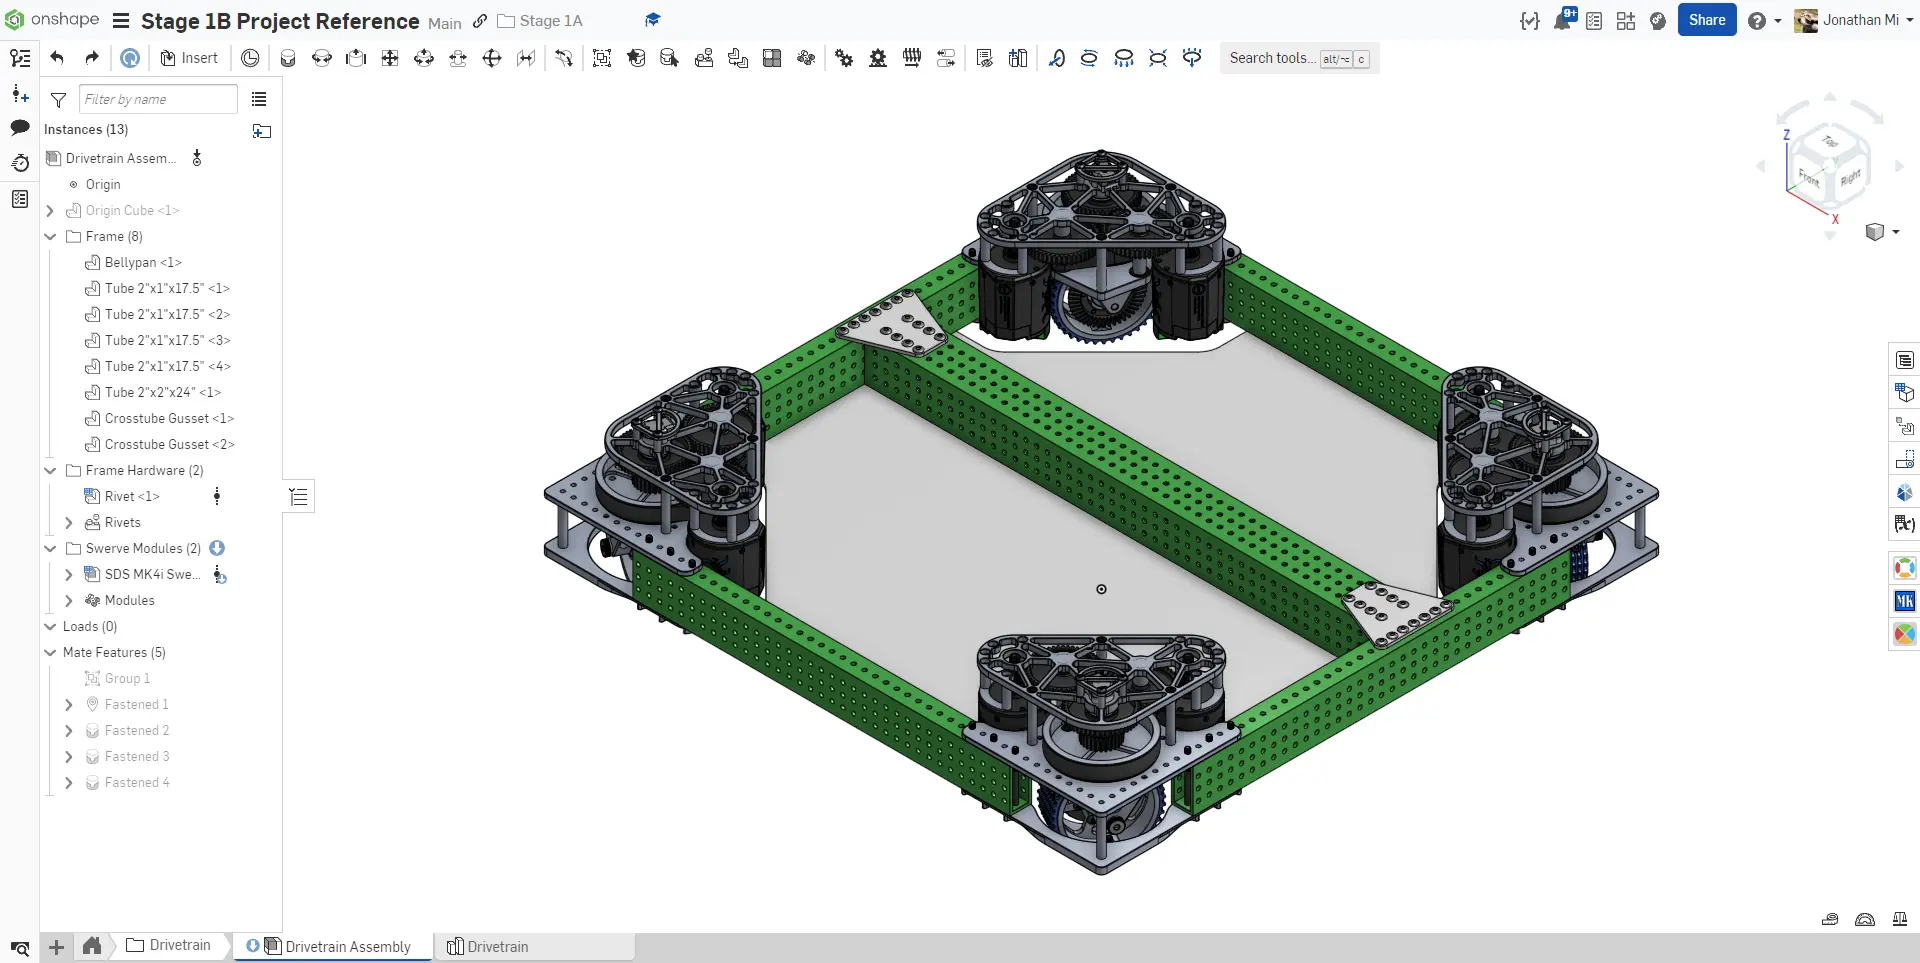 onshape Stage 1B Project Reference Main Stage 1A 9+ Share Jonathan Mi
Insert Search tools... alt/⌥ c
Filter by name
Instances (13)
Drivetrain Assem...
Origin
Origin Cube <1>
Frame (8)
Bellypan <1>
Tube 2"x1"x17.5" <1>
Tube 2"x1"x17.5" <2>
Tube 2"x1"x17.5" <3>
Tube 2"x1"x17.5" <4>
Tube 2"x2"x24" <1>
Crosstube Gusset <1>
Crosstube Gusset <2>
Frame Hardware (2)
Rivet <1>
Rivets
Swerve Modules (2)
SDS MK4i Swe...
Modules
Loads (0)
Mate Features (5)
Group 1
Fastened 1
Fastened 2
Fastened 3
Fastened 4
Z
Top
Front
Right
X
(x)
MK
Drivetrain Drivetrain Assembly Drivetrain